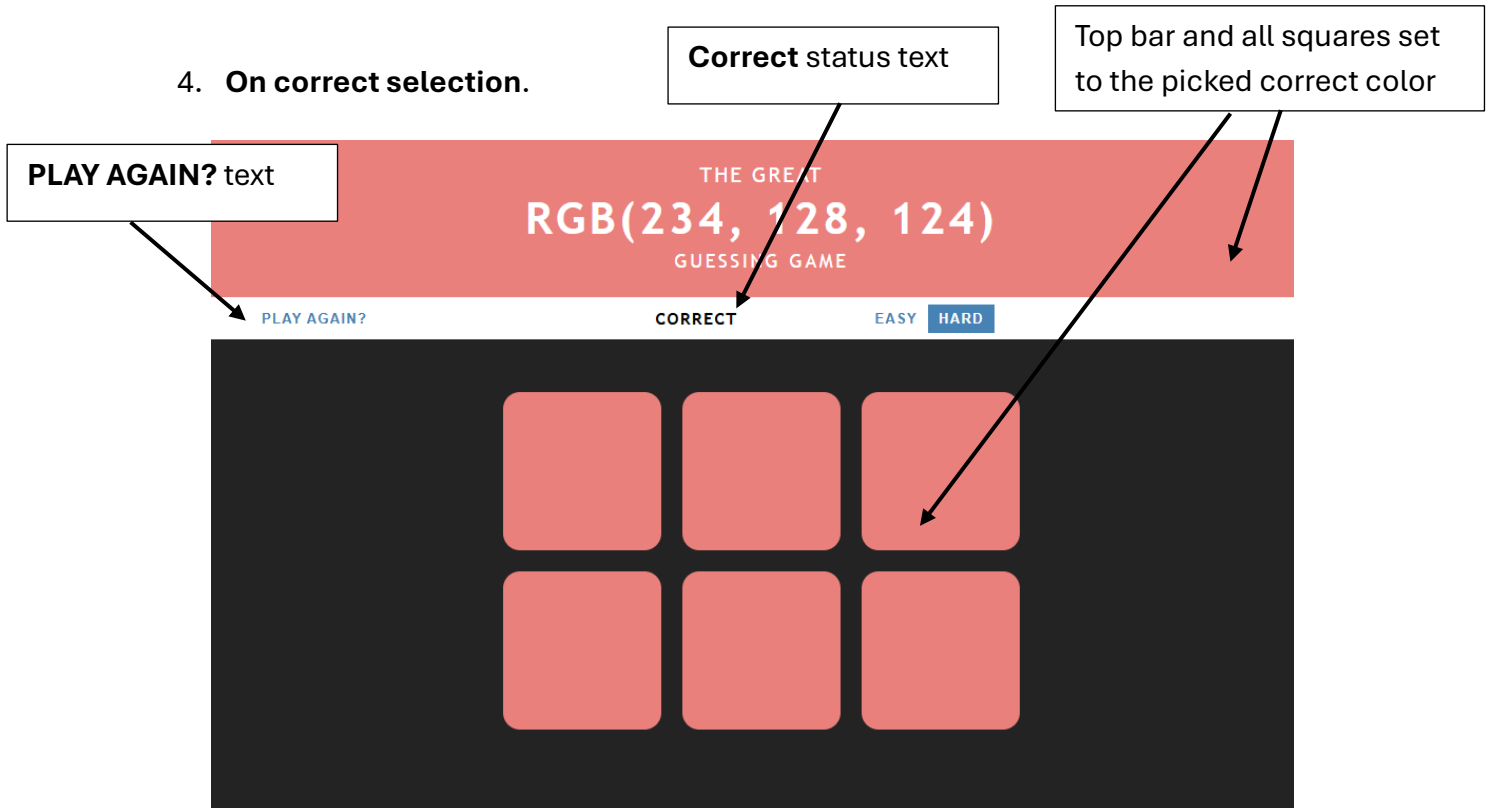 Correct status text
Top bar and all squares set
to the picked correct color
4. On correct selection.
PLAY AGAIN? text
THE GREAT
RGB(234, 128, 124)
GUESSING GAME
PLAY AGAIN?
CORRECT
EASY HARD